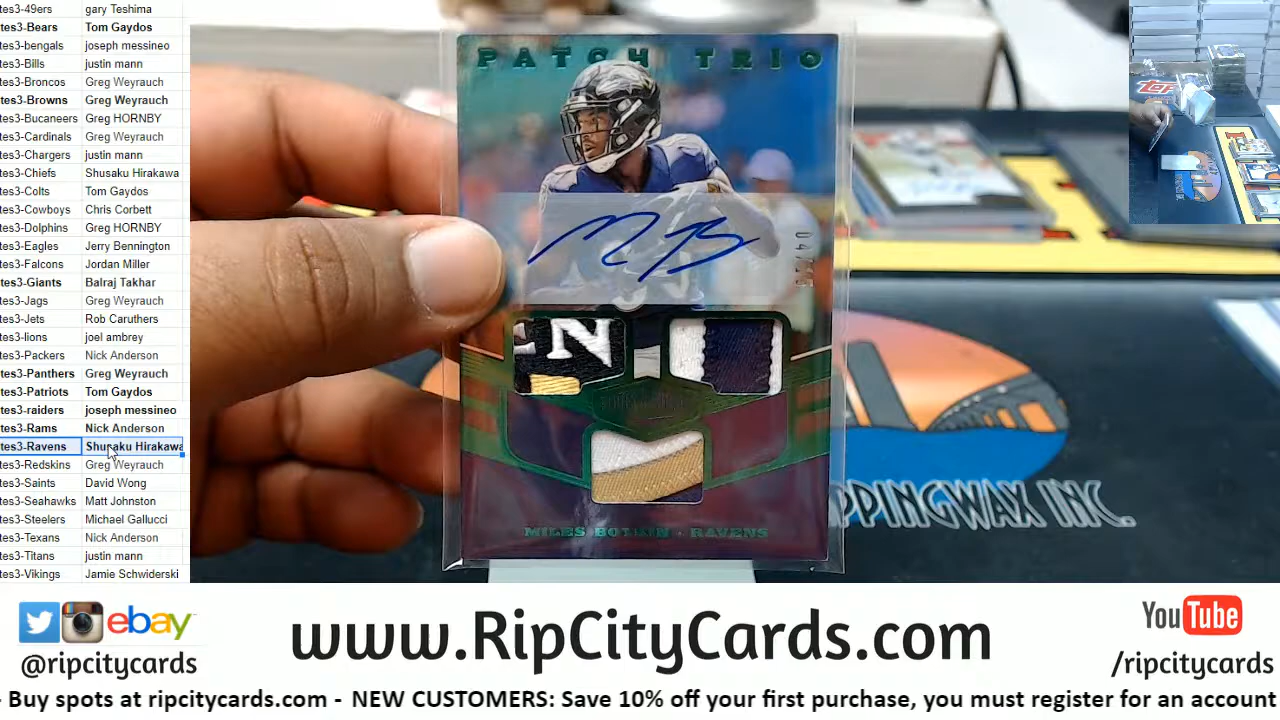 tes3-49ers gary Teshima
tes3-Bears Tom Gaydos
tes3-bengals joseph messineo
tes3-Bills justin mann
tes3-Broncos Greg Weyrauch
tes3-Browns Greg Weyrauch
tes3-Bucaneers Greg HORNBY
tes3-Cardinals Greg Weyrauch
tes3-Chargers justin mann
tes3-Chiefs Shusaku Hirakawa
tes3-Colts Tom Gaydos
tes3-Cowboys Chris Corbett
tes3-Dolphins Greg HORNBY
tes3-Eagles Jerry Bennington
tes3-Falcons Jordan Miller
tes3-Giants Balraj Takhar
tes3-Jags Greg Weyrauch
tes3-Jets Rob Caruthers
tes3-lions joel ambrey
tes3-Packers Nick Anderson
tes3-Panthers Greg Weyrauch
tes3-Patriots Tom Gaydos
tes3-raiders joseph messineo
tes3-Rams Nick Anderson
tes3-Ravens Shusaku Hirakawa
tes3-Redskins Greg Weyrauch
tes3-Saints David Wong
tes3-Seahawks Matt Johnston
tes3-Steelers Michael Gallucci
tes3-Texans Nick Anderson
tes3-Titans justin mann
tes3-Vikings Jamie Schwiderski
PATCH TRIO
N
MILES BOYKIN · RAVENS
PPINGWAX INC.
ebay
@ripcitycards
www.RipCityCards.com
YouTube
/ripcitycards
- Buy spots at ripcitycards.com - NEW CUSTOMERS: Save 10% off your first purchase, you must register for an account